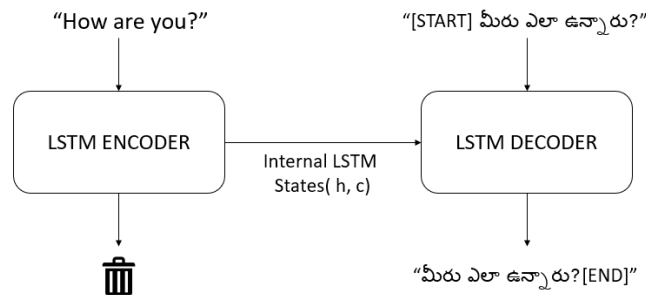 “How are you?”
“[START] మీరు ఎలా ఉన్నారు?”
LSTM ENCODER
LSTM DECODER
Internal LSTM
States( h, c)
“మీరు ఎలా ఉన్నారు?[END]”